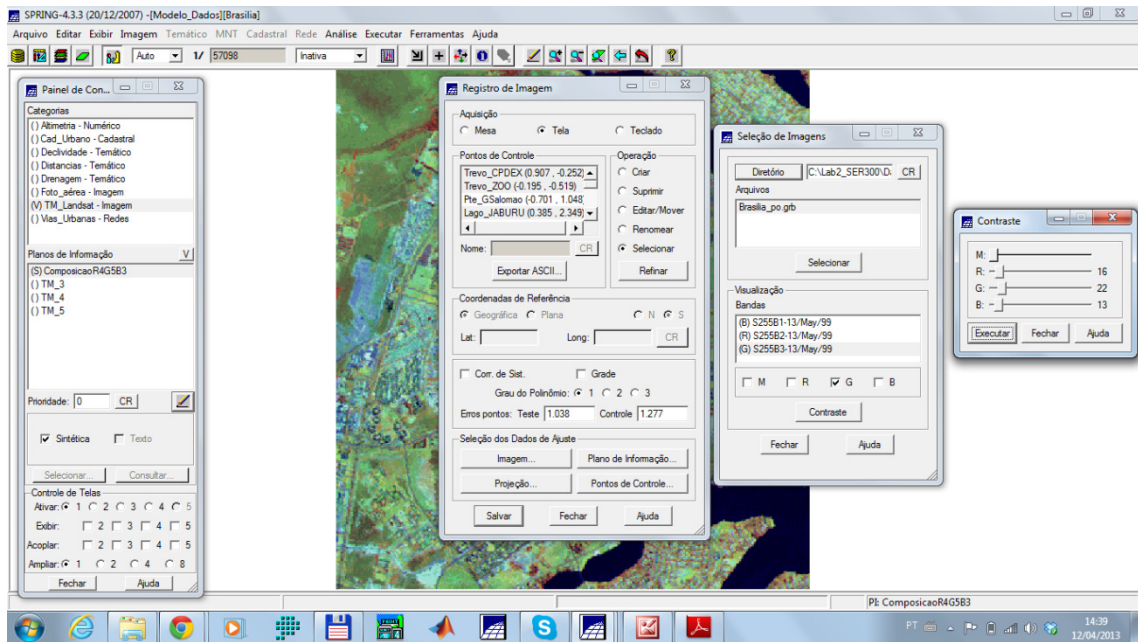 SPRING-4.3.3 (20/12/2007) -[Modelo_Dados][Brasilia]
Arquivo Editar Exibir Imagem Temático MNT Cadastral Rede Análise Executar Ferramentas Ajuda
Auto 1/ 57098 Inativa
Painel de Con...
Categorias
( ) Altimetria - Numérico
( ) Cad_Urbano - Cadastral
( ) Declividade - Temático
( ) Distancias - Temático
( ) Drenagem - Temático
( ) Foto_aérea - Imagem
(V) TM_Landsat - Imagem
( ) Vias_Urbanas - Redes
Planos de Informação V
(S) ComposicaoR4G5B3
( ) TM_3
( ) TM_4
( ) TM_5
Prioridade: 0 CR
Sintética Texto
Selecionar... Consultar...
Controle de Telas
Ativar: 1 2 3 4 5
Exibir: 2 3 4 5
Acoplar: 2 3 4 5
Ampliar: 1 2 4 8
Fechar Ajuda
Registro de Imagem
Aquisição
Mesa Tela Teclado
Pontos de Controle
Trevo_CPDEX (0.907 , -0.252)
Trevo_ZOO (-0.195 , -0.519)
Pte_GSalomao (-0.701 , 1.048)
Lago_JABURU (0.385 , 2.349)
Nome: CR
Exportar ASCII...
Operação
Criar
Suprimir
Editar/Mover
Renomear
Selecionar
Refinar
Coordenadas de Referência
Geográfica Plana N S
Lat: Long: CR
Corr. de Sist. Grade
Grau do Polinômio: 1 2 3
Erros pontos: Teste 1.038 Controle 1.277
Seleção dos Dados de Ajuste
Imagem... Plano de Informação...
Projeção... Pontos de Controle...
Salvar Fechar Ajuda
Seleção de Imagens
Diretório C:\Lab2_SER300\D CR
Arquivos
Brasilia_po.grb
Selecionar
Visualização
Bandas
(B) S255B1-13/May/99
(R) S255B2-13/May/99
(G) S255B3-13/May/99
M R G B
Contraste
Fechar Ajuda
Contraste
M:
R: 16
G: 22
B: 13
Executar Fechar Ajuda
PI: ComposicaoR4G5B3
PT
14:39
12/04/2013